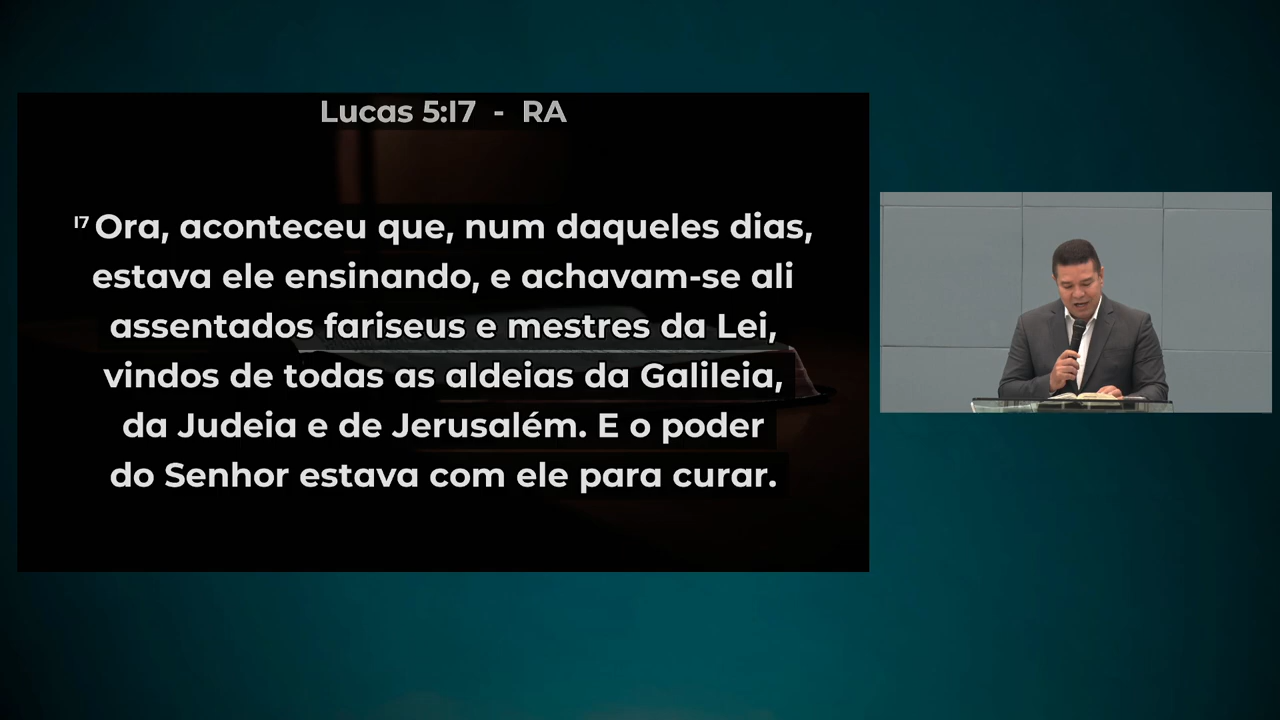 Lucas 5:17 - RA
17 Ora, aconteceu que, num daqueles dias,
estava ele ensinando, e achavam-se ali
assentados fariseus e mestres da Lei,
vindos de todas as aldeias da Galileia,
da Judeia e de Jerusalém. E o poder
do Senhor estava com ele para curar.